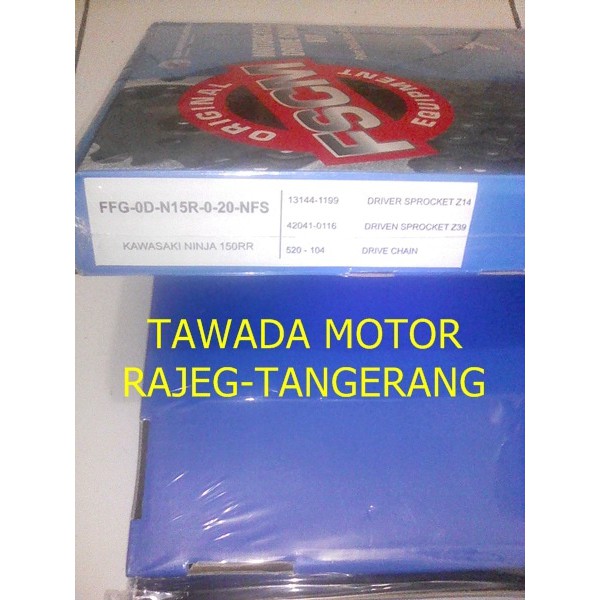 ORIGINAL
FSCM
EQUIPMENT
FFG-0D-N15R-0-20-NFS
KAWASAKI NINJA 150RR
13144-1199 DRIVER SPROCKET Z14
42041-0116 DRIVEN SPROCKET Z39
520 - 104 DRIVE CHAIN
TAWADA MOTOR
RAJEG-TANGERANG